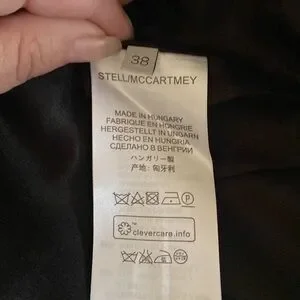 38
STELL/MCCARTMEY
MADE IN HUNGARY
FABRIQUE EN HONGRIE
HERGESTELLT IN UNGARN
HECHO EN HUNGRIA
СДЕЛАНО В ВЕНГРИИ
ハンガリー製
产地: 匈牙利
P
™
clevercare.info